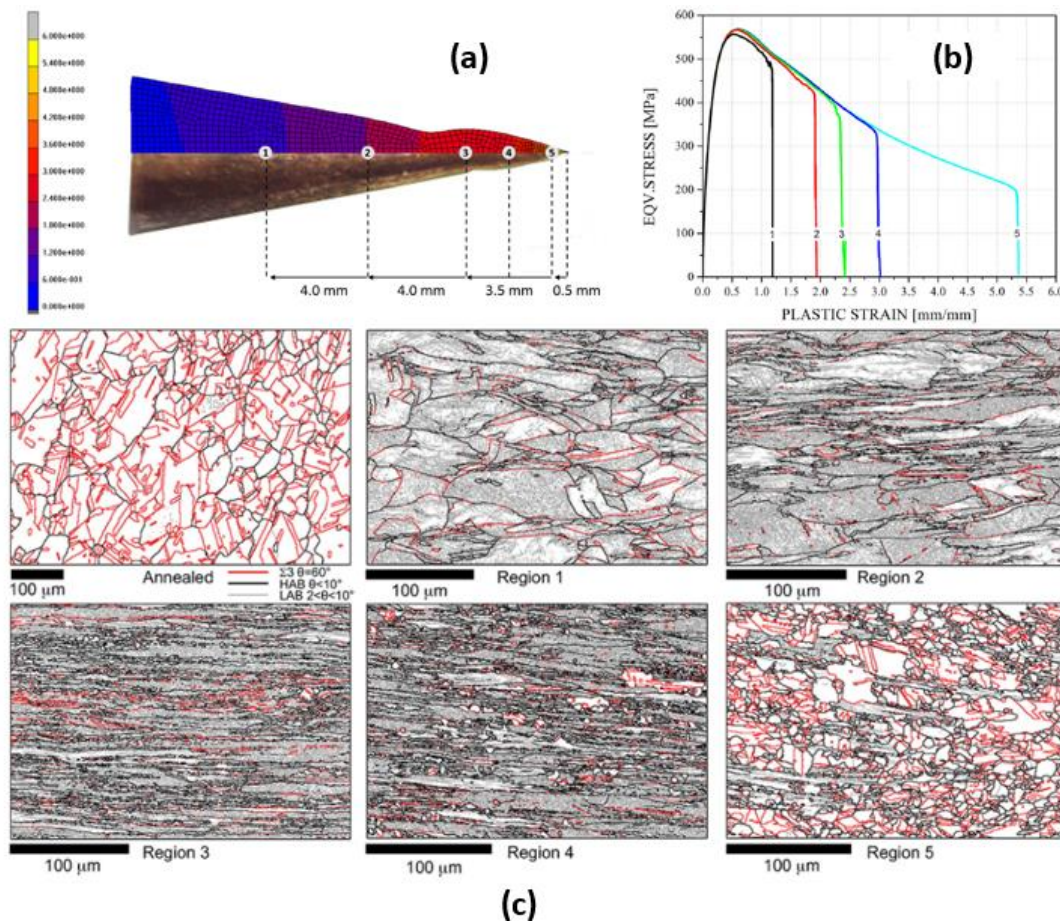 (a)
6.000e+000
5.400e+000
4.800e+000
4.200e+000
3.600e+000
3.000e+000
2.400e+000
1.800e+000
1.200e+000
6.000e-001
0.000e+000
1 2 3 4 5
4.0 mm 4.0 mm 3.5 mm 0.5 mm
(b)
EQV.STRESS [MPa]
600
500
400
300
200
100
0
1 2 3 4 5
0.0 0.5 1.0 1.5 2.0 2.5 3.0 3.5 4.0 4.5 5.0 5.5 6.0
PLASTIC STRAIN [mm/mm]
100 μm
Annealed
Σ3 θ=60°
HAB θ<10°
LAB 2<θ<10°
100 μm
Region 1
100 μm
Region 2
100 μm
Region 3
100 μm
Region 4
100 μm
Region 5
(c)